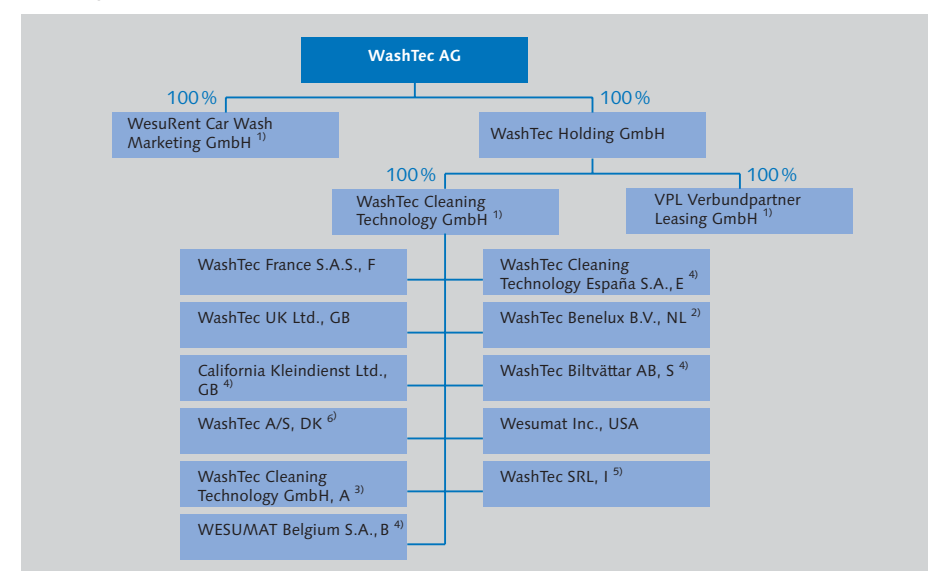 WashTec AG
100%
100%
WesuRent Car Wash
Marketing GmbH 1)
WashTec Holding GmbH
100%
100%
WashTec Cleaning
Technology GmbH 1)
VPL Verbundpartner
Leasing GmbH 1)
WashTec France S.A.S., F
WashTec Cleaning
Technology España S.A., E 4)
WashTec UK Ltd., GB
WashTec Benelux B.V., NL 2)
California Kleindienst Ltd.,
GB 4)
WashTec Biltvättar AB, S 4)
WashTec A/S, DK 6)
Wesumat Inc., USA
WashTec Cleaning
Technology GmbH, A 3)
WashTec SRL, I 5)
WESUMAT Belgium S.A., B 4)